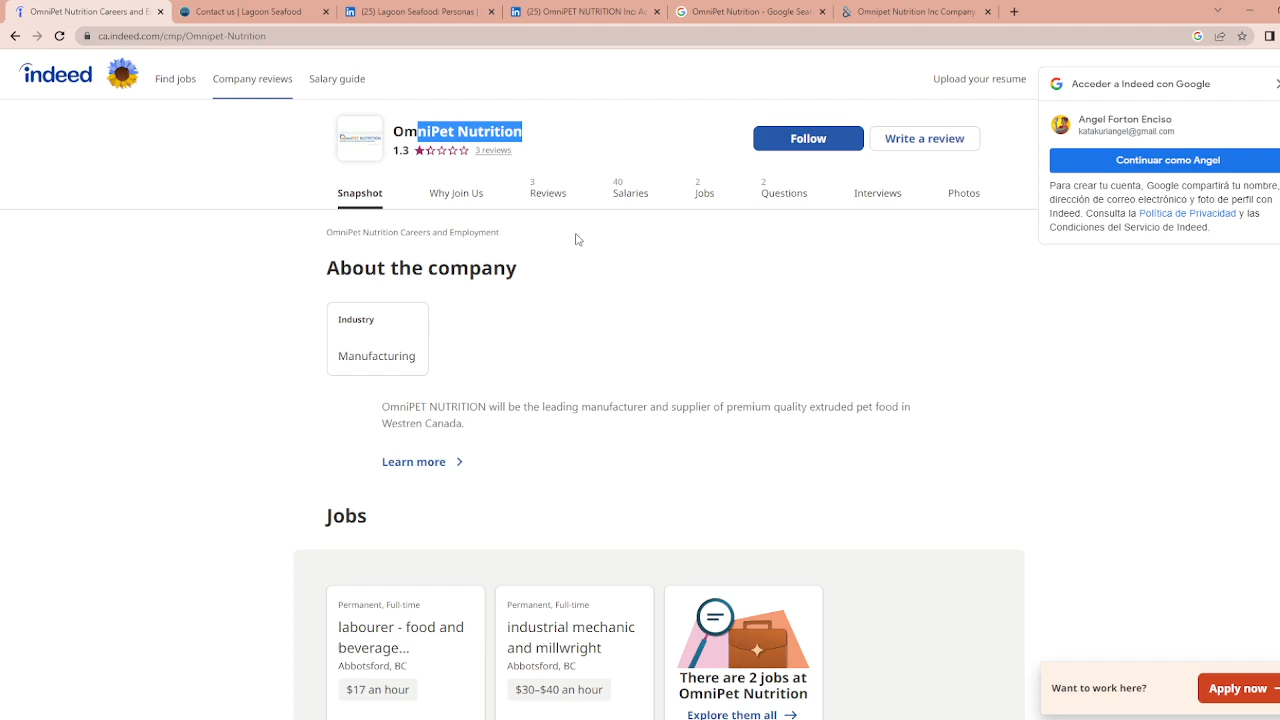 OmniPet Nutrition Careers and E
Contact us | Lagoon Seafood
(25) Lagoon Seafood: Personas |
(25) OmniPET NUTRITION Inc: Ac
OmniPet Nutrition - Google Sear
Omnipet Nutrition Inc Company
ca.indeed.com/cmp/Omnipet-Nutrition
indeed
Find jobs
Company reviews
Salary guide
Upload your resume
Acceder a Indeed con Google
Angel Forton Enciso
katakuriangel@gmail.com
Continuar como Angel
Para crear tu cuenta, Google compartirá tu nombre,
dirección de correo electrónico y foto de perfil con
Indeed. Consulta la Política de Privacidad y las
Condiciones del Servicio de Indeed.
OmniPet Nutrition
1.3
3 reviews
Follow
Write a review
Snapshot
Why Join Us
3
Reviews
40
Salaries
2
Jobs
2
Questions
Interviews
Photos
OmniPet Nutrition Careers and Employment
About the company
Industry
Manufacturing
OmniPET NUTRITION will be the leading manufacturer and supplier of premium quality extruded pet food in
Westren Canada.
Learn more
Jobs
Permanent, Full-time
labourer - food and
beverage...
Abbotsford, BC
$17 an hour
Permanent, Full-time
industrial mechanic
and millwright
Abbotsford, BC
$30–$40 an hour
There are 2 jobs at
OmniPet Nutrition
Explore them all
Want to work here?
Apply now